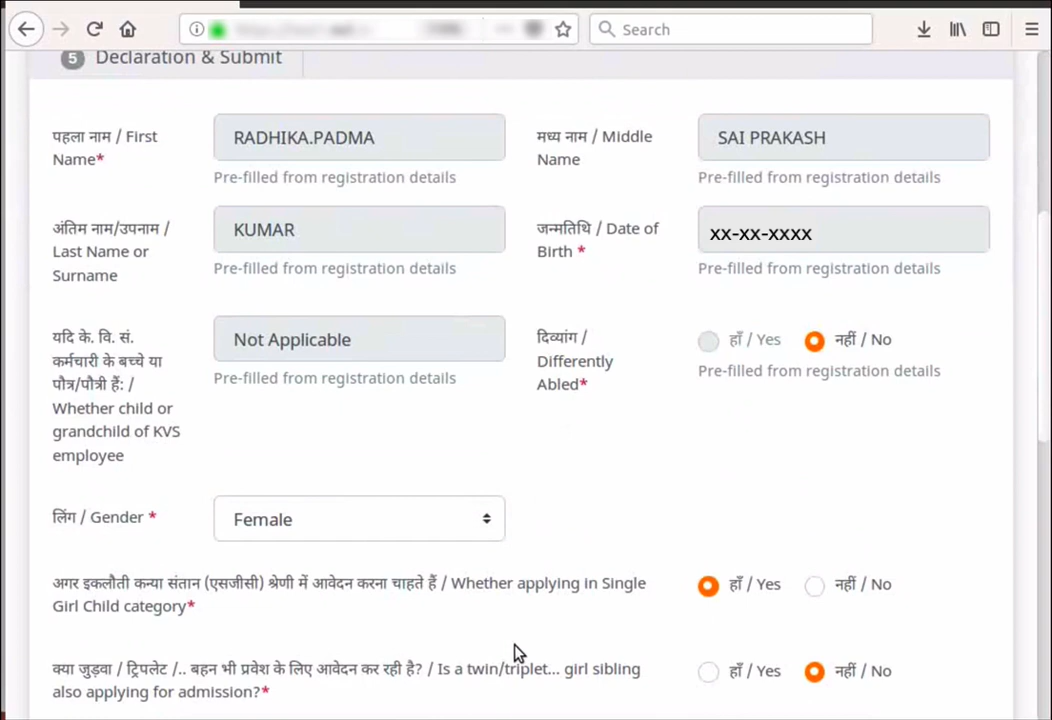 Search
5 Declaration & Submit
पहला नाम / First
Name*
RADHIKA.PADMA
Pre-filled from registration details
मध्य नाम / Middle
Name
SAI PRAKASH
Pre-filled from registration details
अंतिम नाम/उपनाम /
Last Name or
Surname
KUMAR
Pre-filled from registration details
जन्मतिथि / Date of
Birth *
xx-xx-xxxx
Pre-filled from registration details
यदि के. वि. सं.
कर्मचारी के बच्चे या
पौत्र/पौत्री हैं: /
Whether child or
grandchild of KVS
employee
Not Applicable
Pre-filled from registration details
दिव्यांग /
Differently
Abled*
हाँ / Yes
नहीं / No
Pre-filled from registration details
लिंग / Gender *
Female
अगर इकलौती कन्या संतान (एसजीसी) श्रेणी में आवेदन करना चाहते हैं / Whether applying in Single
Girl Child category*
हाँ / Yes
नहीं / No
क्या जुड़वा / ट्रिपलेट /.. बहन भी प्रवेश के लिए आवेदन कर रही है? / Is a twin/triplet... girl sibling
also applying for admission?*
हाँ / Yes
नहीं / No